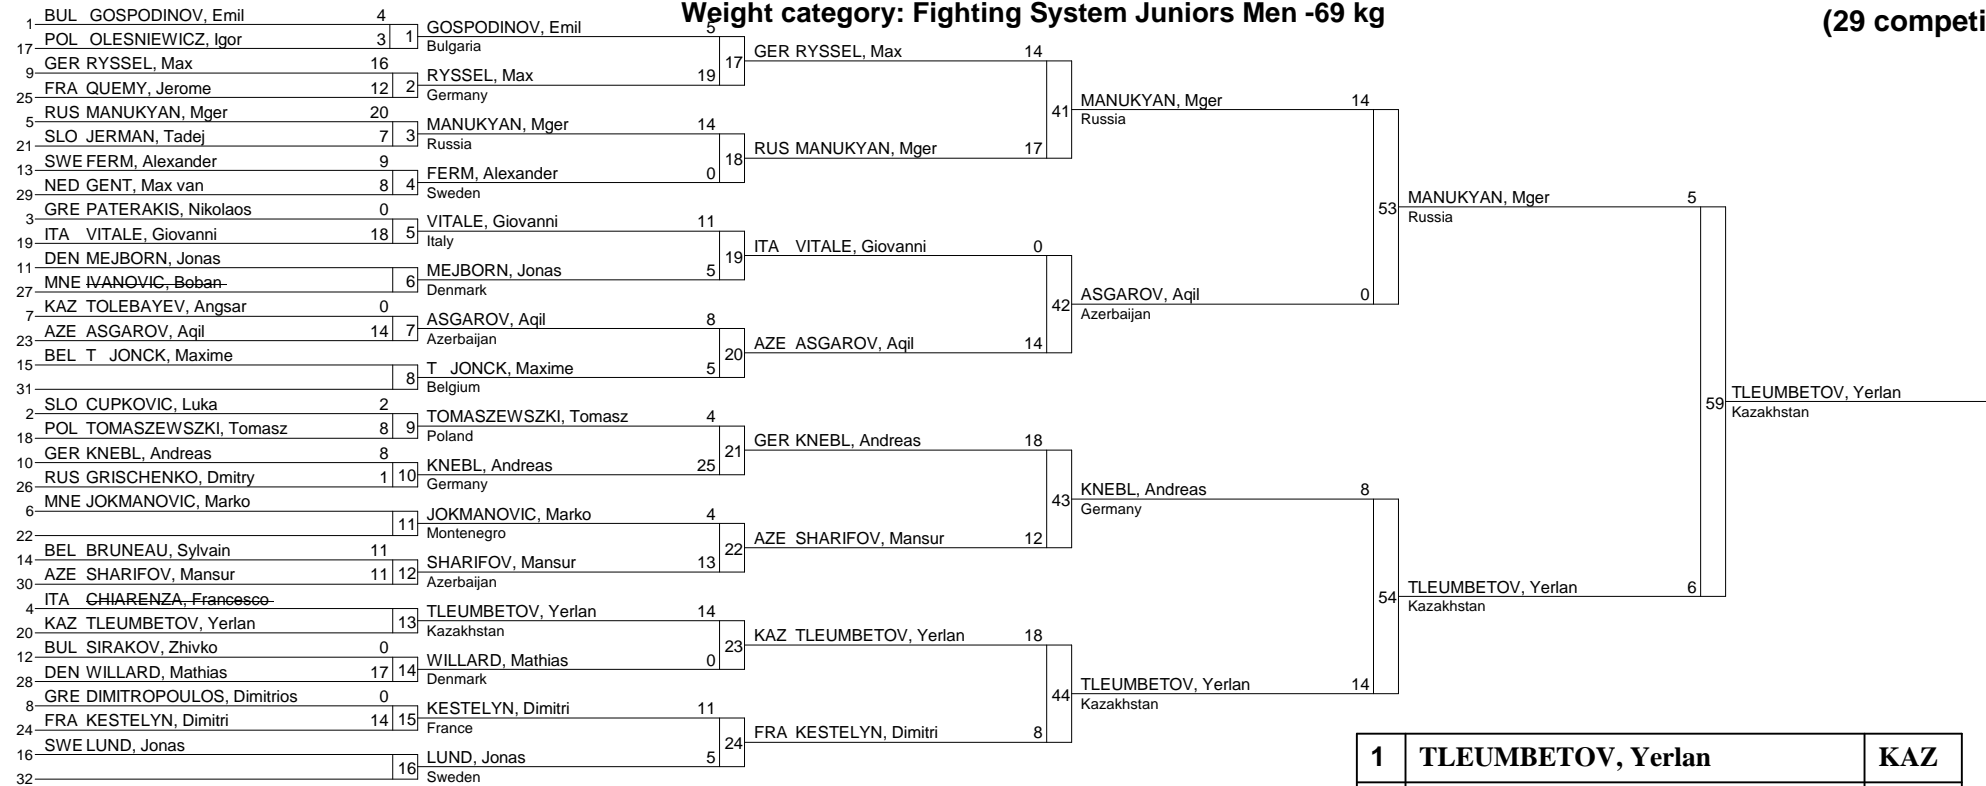 Weight category: Fighting System Juniors Men -69 kg
(29 competi
1 BUL GOSPODINOV, Emil 4
17 POL OLESNIEWICZ, Igor 3
1 GOSPODINOV, Emil 5
Bulgaria
9 GER RYSSEL, Max 16
25 FRA QUEMY, Jerome 12
2 RYSSEL, Max 19
Germany
5 RUS MANUKYAN, Mger 20
21 SLO JERMAN, Tadej 7
3 MANUKYAN, Mger 14
Russia
13 SWE FERM, Alexander 9
29 NED GENT, Max van 8
4 FERM, Alexander 0
Sweden
3 GRE PATERAKIS, Nikolaos 0
19 ITA VITALE, Giovanni 18
5 VITALE, Giovanni 11
Italy
11 DEN MEJBORN, Jonas
27 MNE IVANOVIC, Boban
6 MEJBORN, Jonas 5
Denmark
7 KAZ TOLEBAYEV, Angsar 0
23 AZE ASGAROV, Aqil 14
7 ASGAROV, Aqil 8
Azerbaijan
15 BEL T JONCK, Maxime
31
8 T JONCK, Maxime 5
Belgium
2 SLO CUPKOVIC, Luka 2
18 POL TOMASZEWSZKI, Tomasz 8
9 TOMASZEWSZKI, Tomasz 4
Poland
10 GER KNEBL, Andreas 8
26 RUS GRISCHENKO, Dmitry 1
10 KNEBL, Andreas 25
Germany
6 MNE JOKMANOVIC, Marko
22
11 JOKMANOVIC, Marko 4
Montenegro
14 BEL BRUNEAU, Sylvain 11
30 AZE SHARIFOV, Mansur 11
12 SHARIFOV, Mansur 13
Azerbaijan
4 ITA CHIARENZA, Francesco
20 KAZ TLEUMBETOV, Yerlan
13 TLEUMBETOV, Yerlan 14
Kazakhstan
12 BUL SIRAKOV, Zhivko 0
28 DEN WILLARD, Mathias 17
14 WILLARD, Mathias 0
Denmark
8 GRE DIMITROPOULOS, Dimitrios 0
24 FRA KESTELYN, Dimitri 14
15 KESTELYN, Dimitri 11
France
16 SWE LUND, Jonas
32
16 LUND, Jonas 5
Sweden
17 GER RYSSEL, Max 14
18 RUS MANUKYAN, Mger 17
19 ITA VITALE, Giovanni 0
20 AZE ASGAROV, Aqil 14
21 GER KNEBL, Andreas 18
22 AZE SHARIFOV, Mansur 12
23 KAZ TLEUMBETOV, Yerlan 18
24 FRA KESTELYN, Dimitri 8
41 MANUKYAN, Mger 14
Russia
42 ASGAROV, Aqil 0
Azerbaijan
43 KNEBL, Andreas 8
Germany
44 TLEUMBETOV, Yerlan 14
Kazakhstan
53 MANUKYAN, Mger 5
Russia
54 TLEUMBETOV, Yerlan 6
Kazakhstan
59 TLEUMBETOV, Yerlan
Kazakhstan
1 TLEUMBETOV, Yerlan KAZ